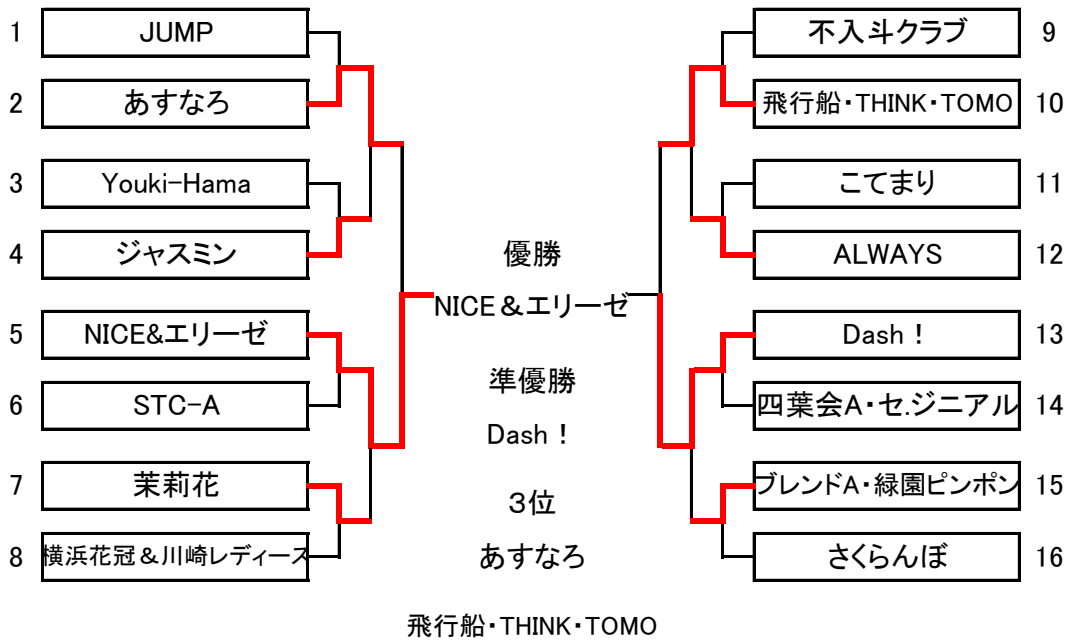 1 JUMP
2 あすなろ
3 Youki-Hama
4 ジャスミン
5 NICE&エリーゼ
6 STC-A
7 茉莉花
8 横浜花冠&川崎レディース
優勝
NICE&エリーゼ
準優勝
Dash！
3位
あすなろ
飛行船・THINK・TOMO
不入斗クラブ 9
飛行船・THINK・TOMO 10
こてまり 11
ALWAYS 12
Dash！ 13
四葉会A・セ.ジニアル 14
ブレンドA・緑園ピンポン 15
さくらんぼ 16